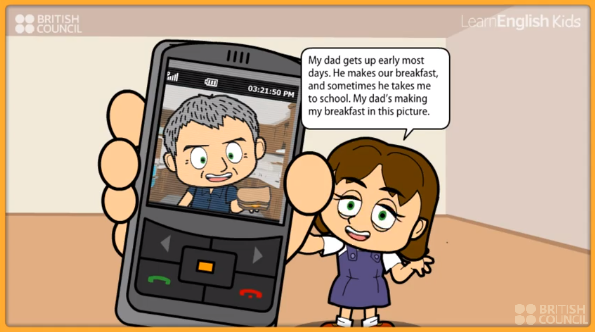 BRITISH
COUNCIL
LearnEnglish Kids
My dad gets up early most
days. He makes our breakfast,
and sometimes he takes me
to school. My dad's making
my breakfast in this picture.
03:21:50 PM
BRITISH
COUNCIL